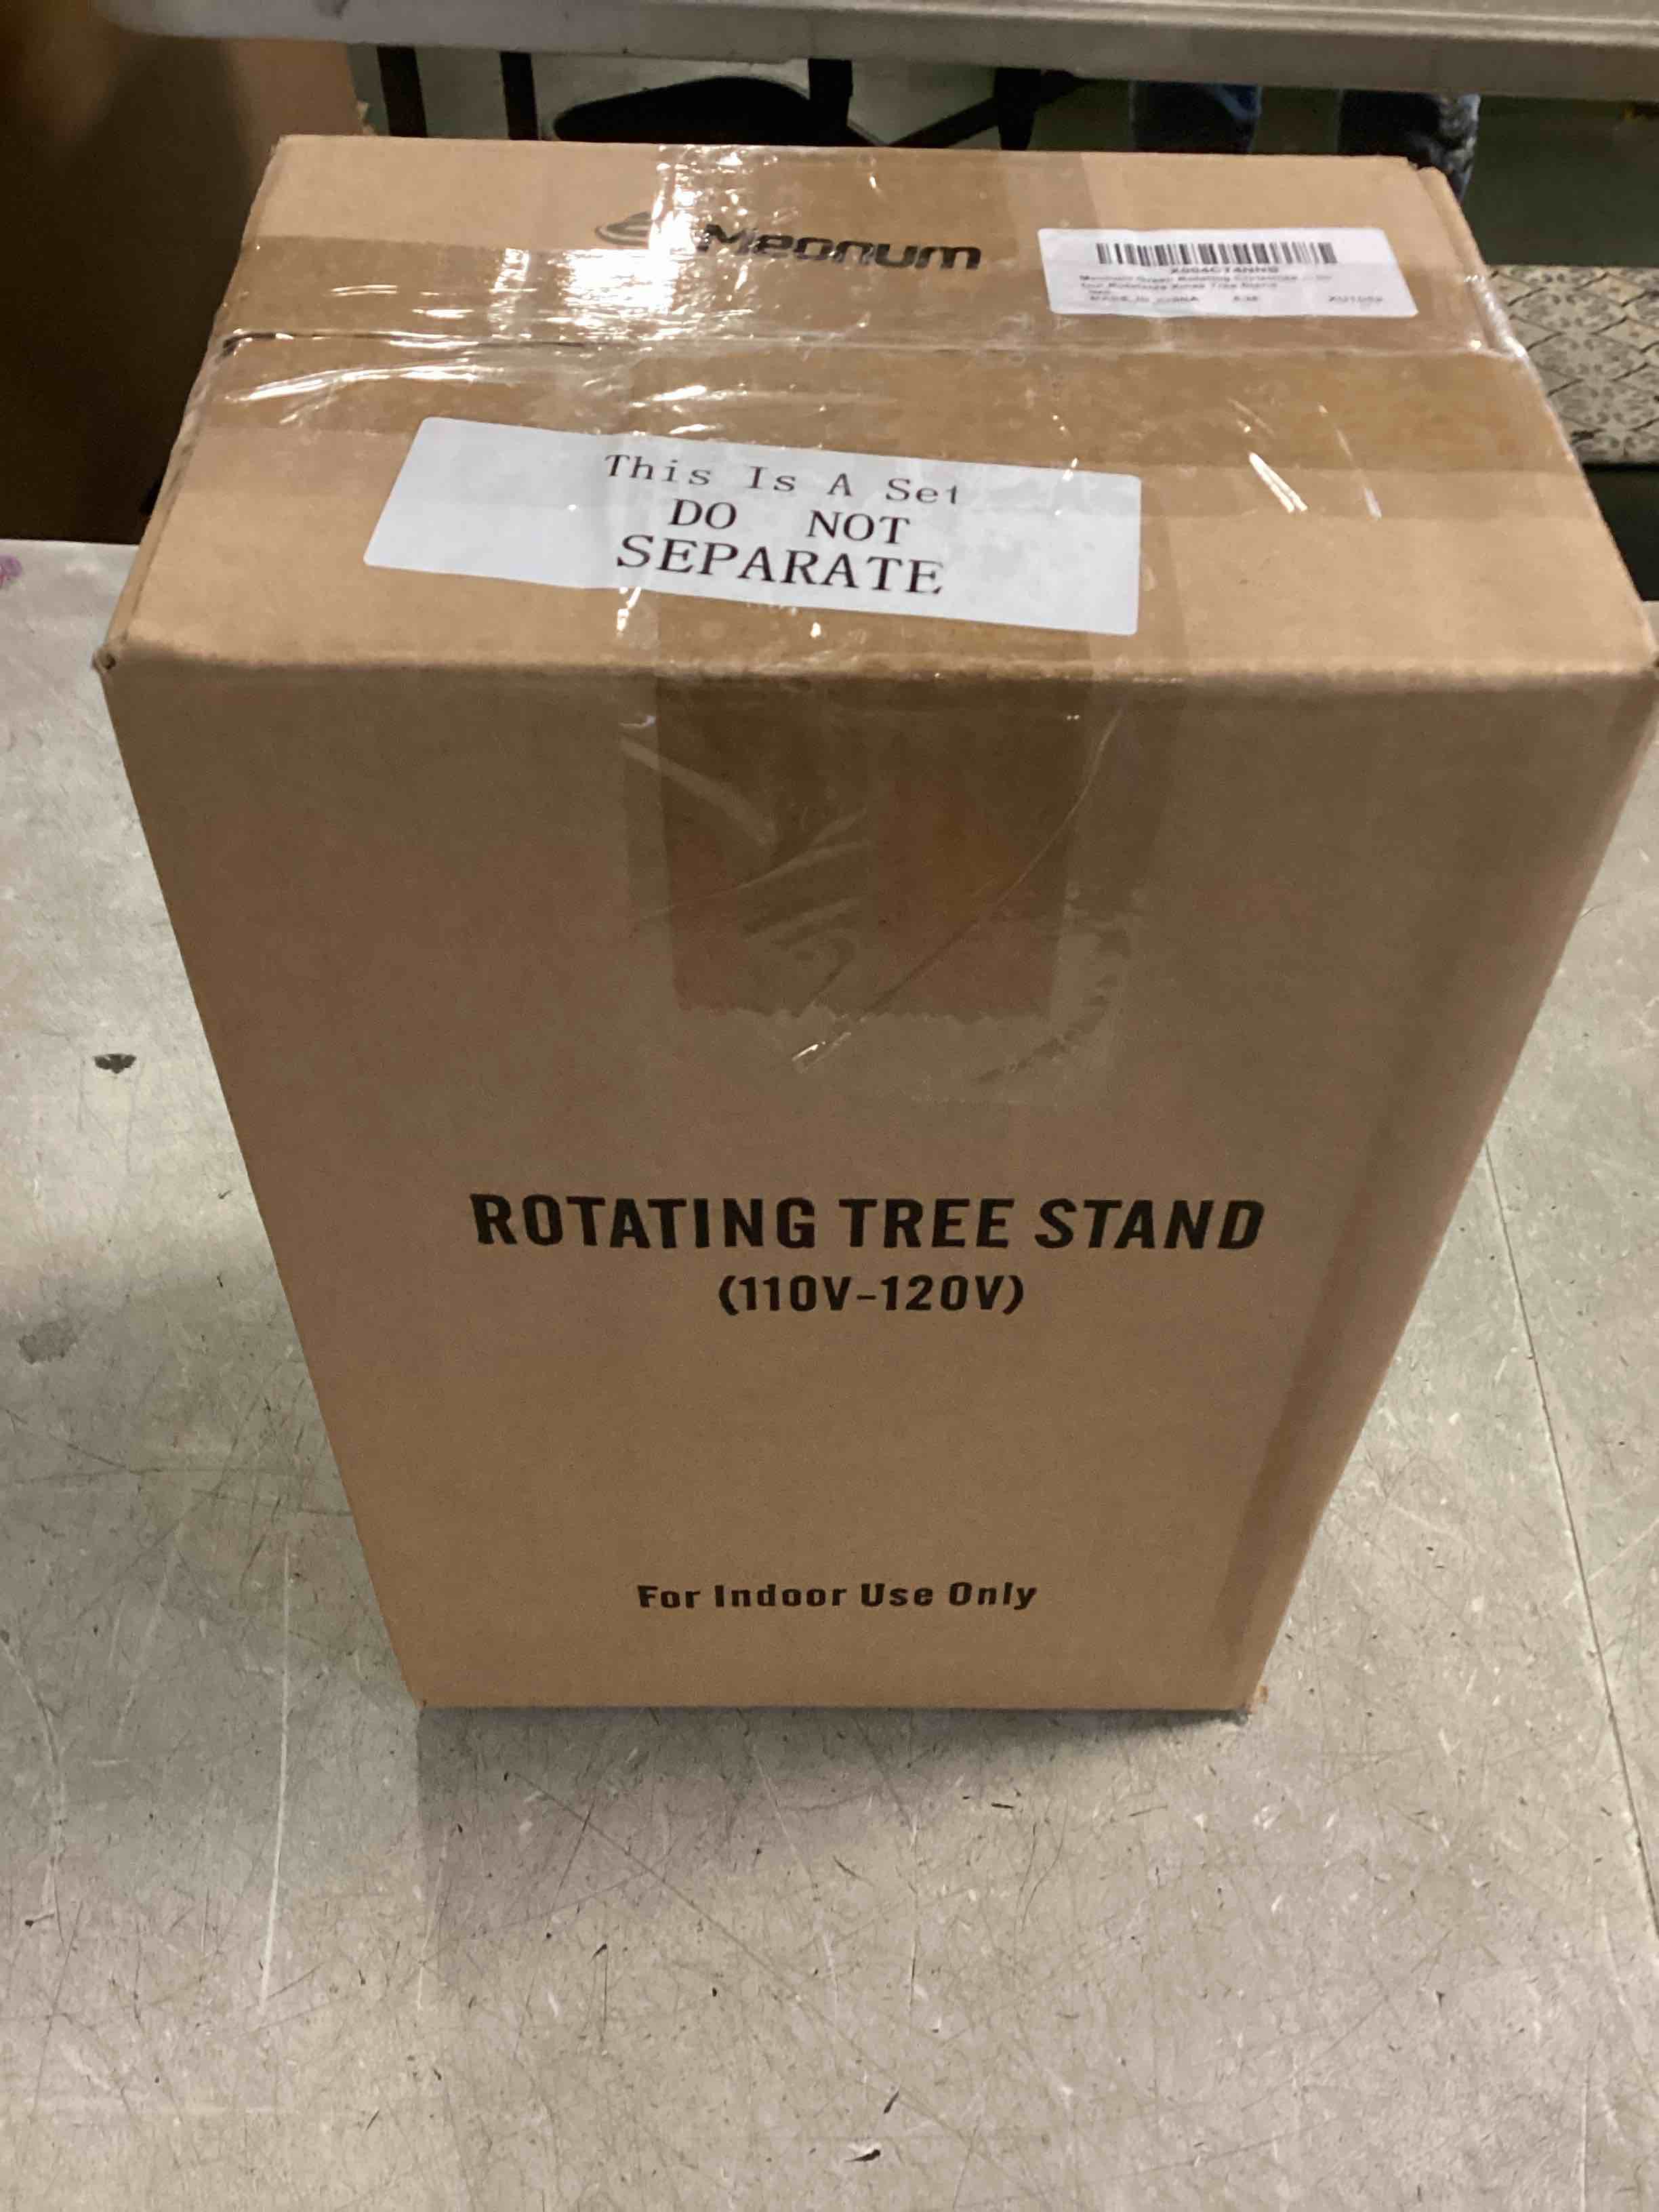 Meonum
This Is A Set
DO NOT
SEPARATE
ROTATING TREE STAND
(110V-120V)
For Indoor Use Only